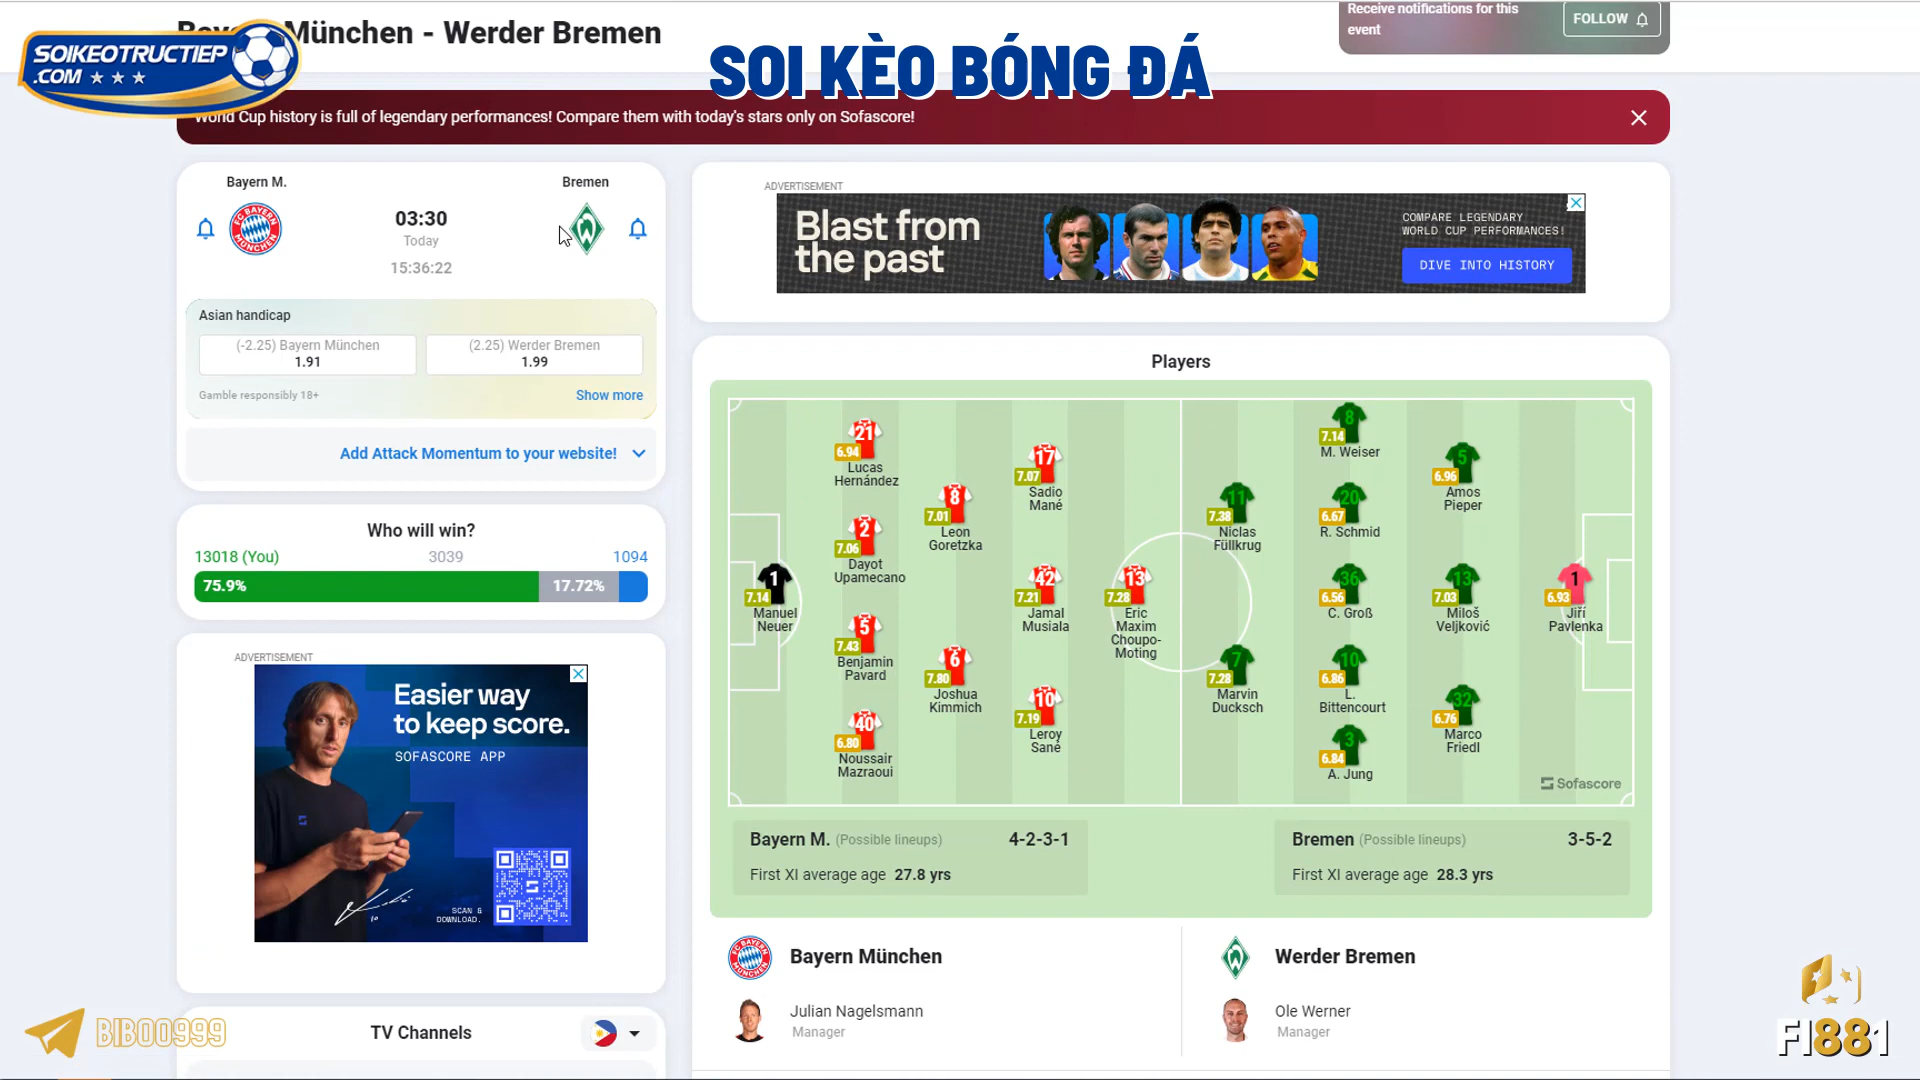 München - Werder Bremen
Receive notifications for this
event
FOLLOW
SOIKEOTRUCTIEP
.COM
SOI KÈO BÓNG ĐÁ
World Cup history is full of legendary performances! Compare them with today's stars only on Sofascore!
Bayern M.
Bremen
03:30
Today
15:36:22
Asian handicap
(-2.25) Bayern München
1.91
(2.25) Werder Bremen
1.99
Gamble responsibly 18+
Show more
Add Attack Momentum to your website!
Who will win?
13018 (You)
3039
1094
75.9%
17.72%
ADVERTISEMENT
Easier way
to keep score.
SOFASCORE APP
SCAN &
DOWNLOAD.
TV Channels
BIBOO999
ADVERTISEMENT
Blast from
the past
COMPARE LEGENDARY
WORLD CUP PERFORMANCES!
DIVE INTO HISTORY
Players
1
7.14
Manuel
Neuer
21
6.94
Lucas
Hernández
2
7.06
Dayot
Upamecano
5
7.43
Benjamin
Pavard
40
6.80
Noussair
Mazraoui
8
7.01
Leon
Goretzka
6
7.80
Joshua
Kimmich
17
7.07
Sadio
Mané
42
7.21
Jamal
Musiala
10
7.19
Leroy
Sané
13
7.28
Eric
Maxim
Choupo-
Moting
11
7.38
Niclas
Füllkrug
7
7.28
Marvin
Ducksch
8
7.14
M. Weiser
20
6.67
R. Schmid
36
6.56
C. Groß
10
6.86
L.
Bittencourt
3
6.84
A. Jung
5
6.96
Amos
Pieper
13
7.03
Miloš
Veljković
32
6.76
Marco
Friedl
1
6.93
Jiří
Pavlenka
Sofascore
Bayern M. (Possible lineups) 4-2-3-1
First XI average age 27.8 yrs
Bremen (Possible lineups) 3-5-2
First XI average age 28.3 yrs
Bayern München
Julian Nagelsmann
Manager
Werder Bremen
Ole Werner
Manager
FI881